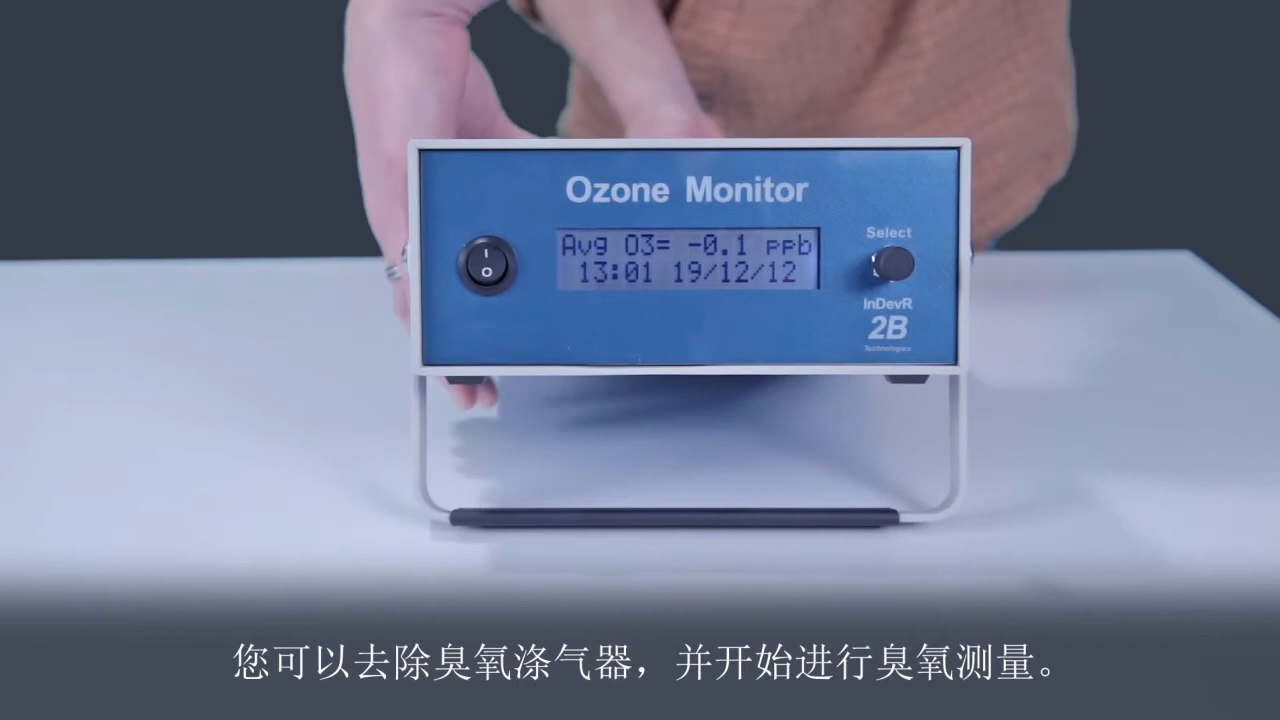 Ozone Monitor
Avg O3= -0.1 ppb
13:01 19/12/12
Select
I
O
InDevR
2B
Technologies
您可以去除臭氧涤气器，并开始进行臭氧测量。